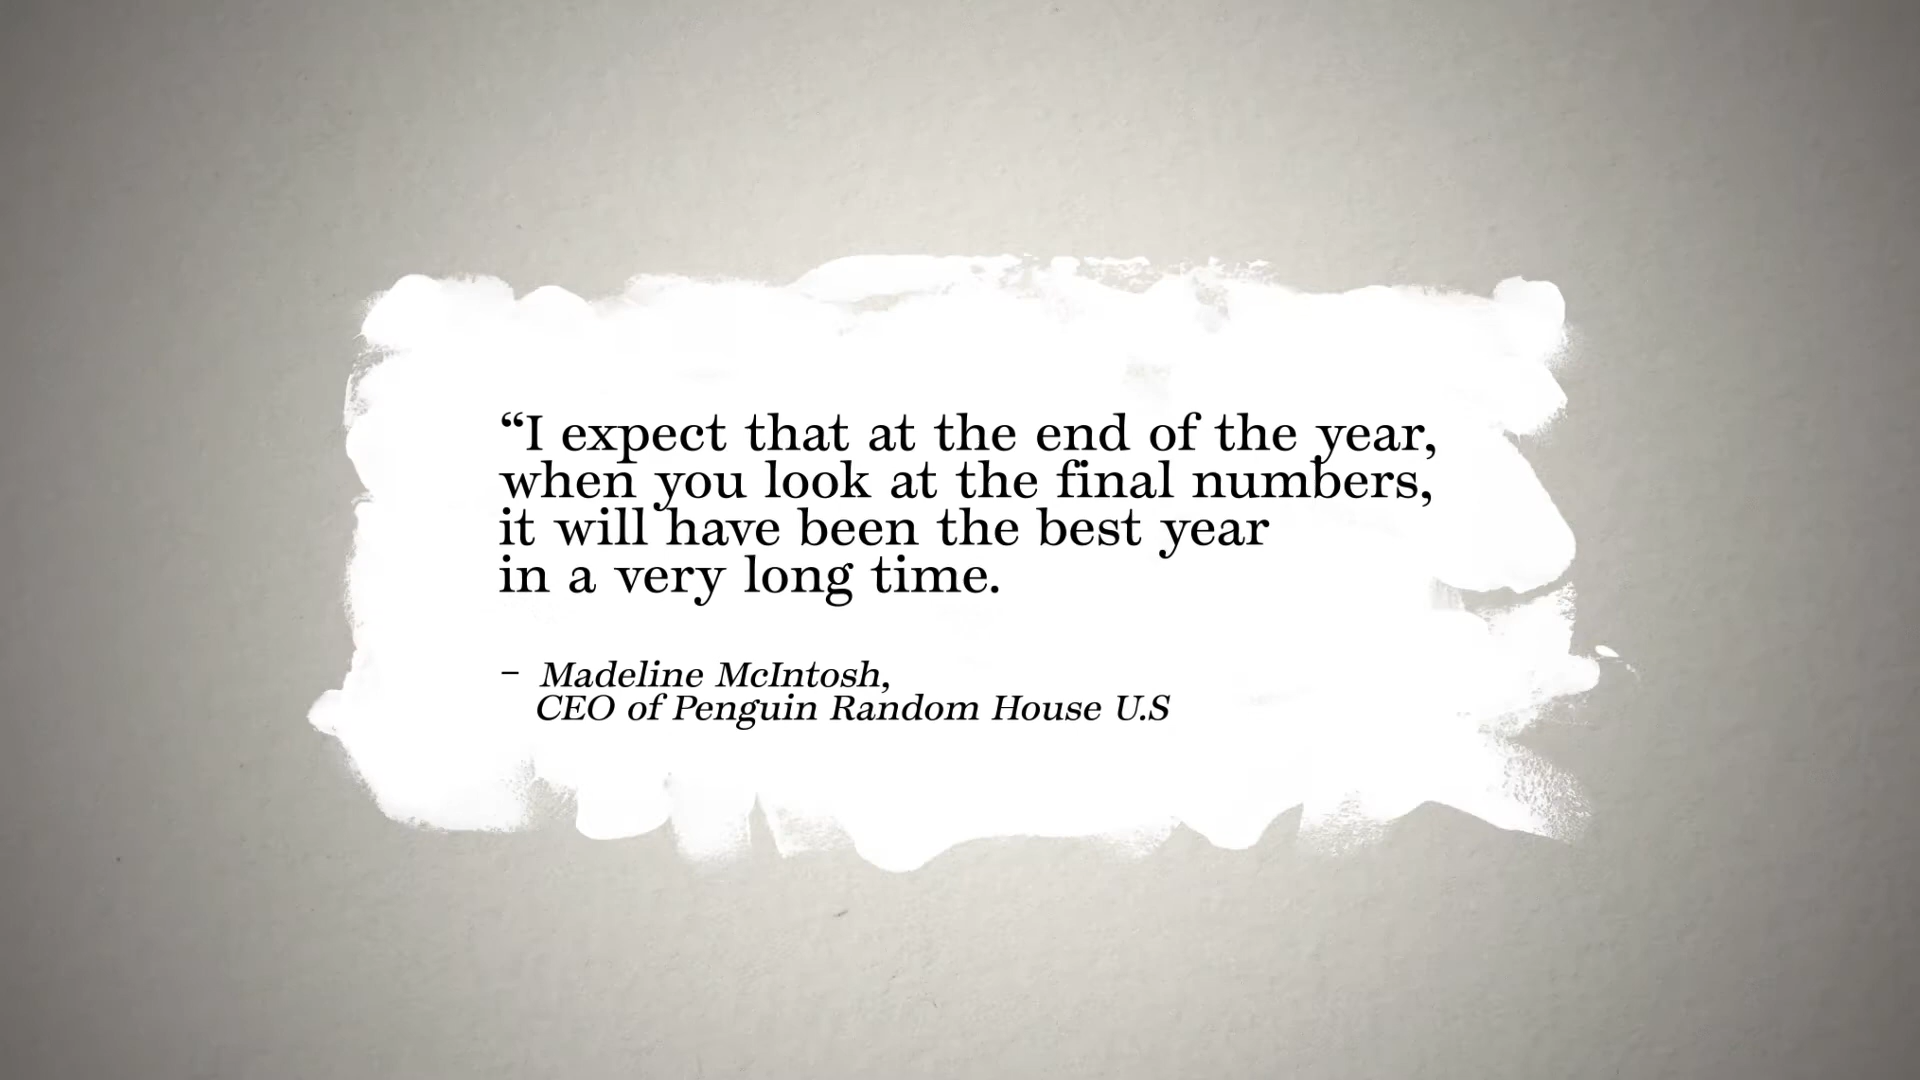 “I expect that at the end of the year,
when you look at the final numbers,
it will have been the best year
in a very long time.
– Madeline McIntosh,
CEO of Penguin Random House U.S